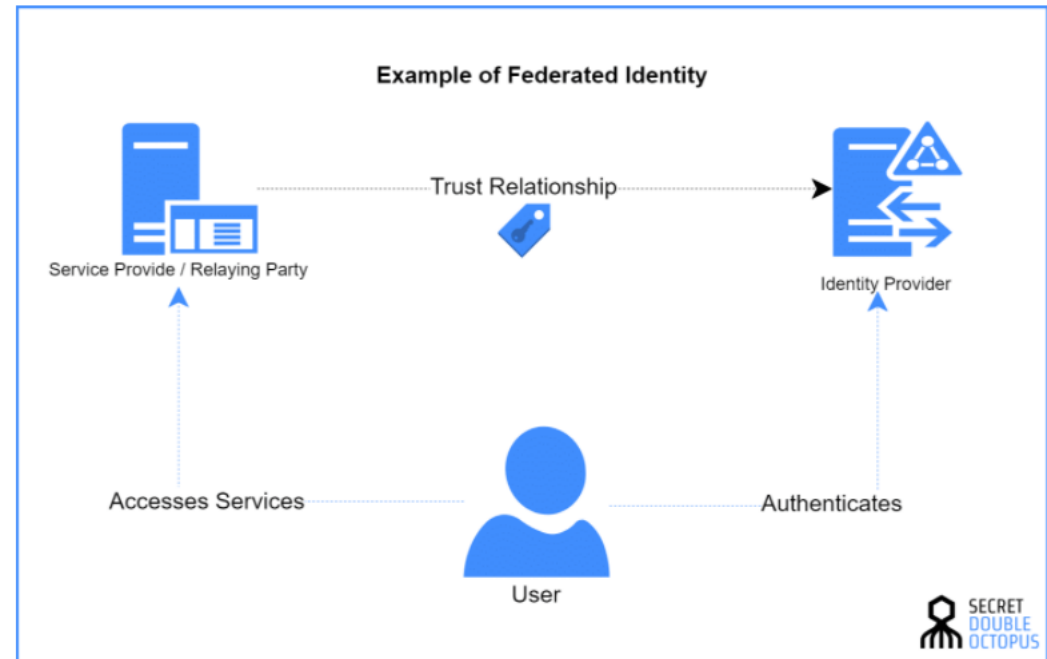 Example of Federated Identity
Trust Relationship
Service Provide / Relaying Party
Identity Provider
Accesses Services
Authenticates
User
SECRET
DOUBLE
OCTOPUS